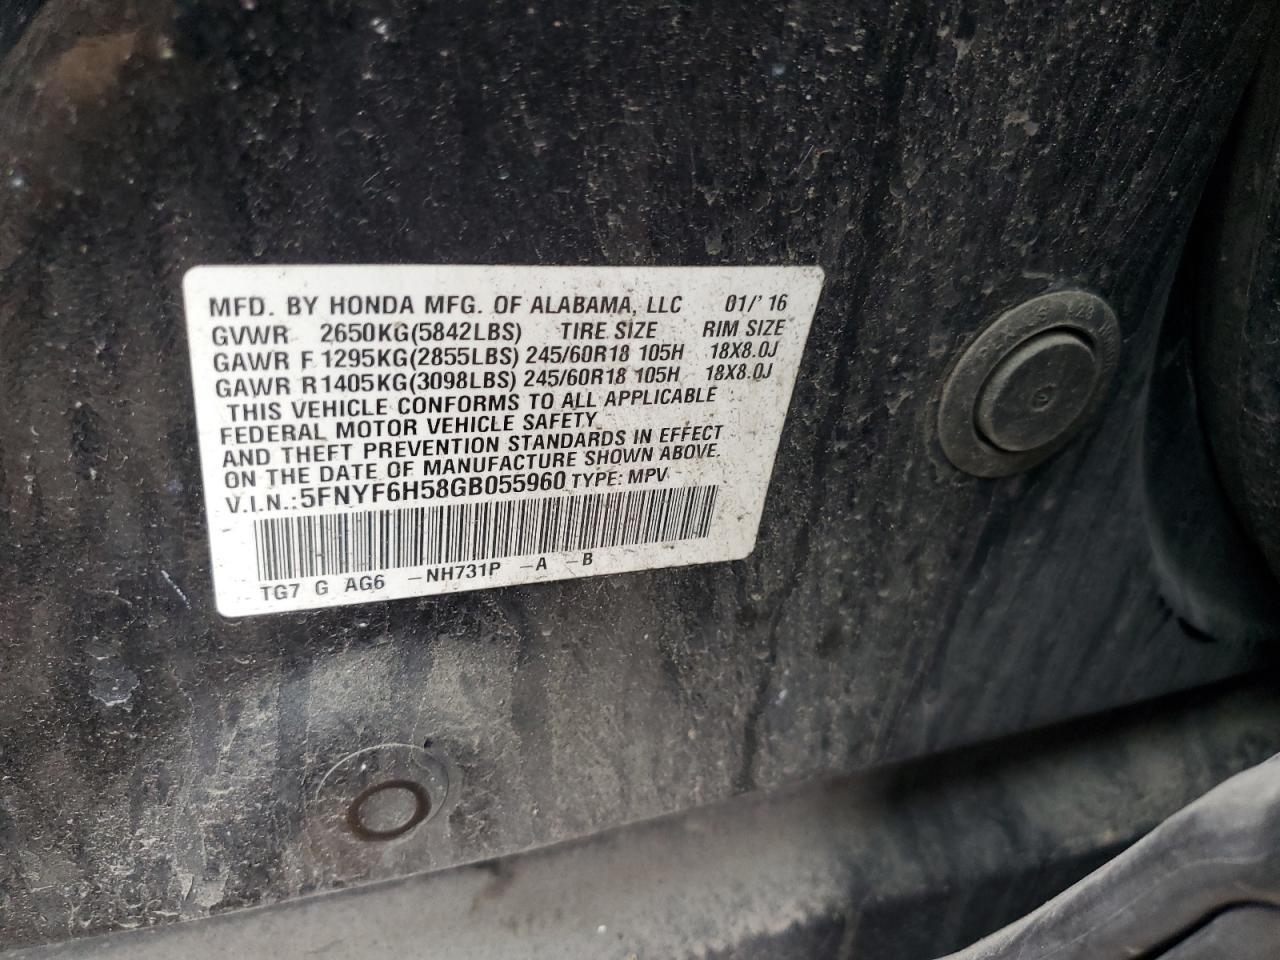 MFD. BY HONDA MFG. OF ALABAMA, LLC 01/'16
GVWR 2650KG(5842LBS) TIRE SIZE RIM SIZE
GAWR F 1295KG(2855LBS) 245/60R18 105H 18X8.0J
GAWR R1405KG(3098LBS) 245/60R18 105H 18X8.0J
THIS VEHICLE CONFORMS TO ALL APPLICABLE
FEDERAL MOTOR VEHICLE SAFETY
AND THEFT PREVENTION STANDARDS IN EFFECT
ON THE DATE OF MANUFACTURE SHOWN ABOVE.
V.I.N.:5FNYF6H58GB055960 TYPE: MPV
TG7 G AG6 -NH731P -A -B